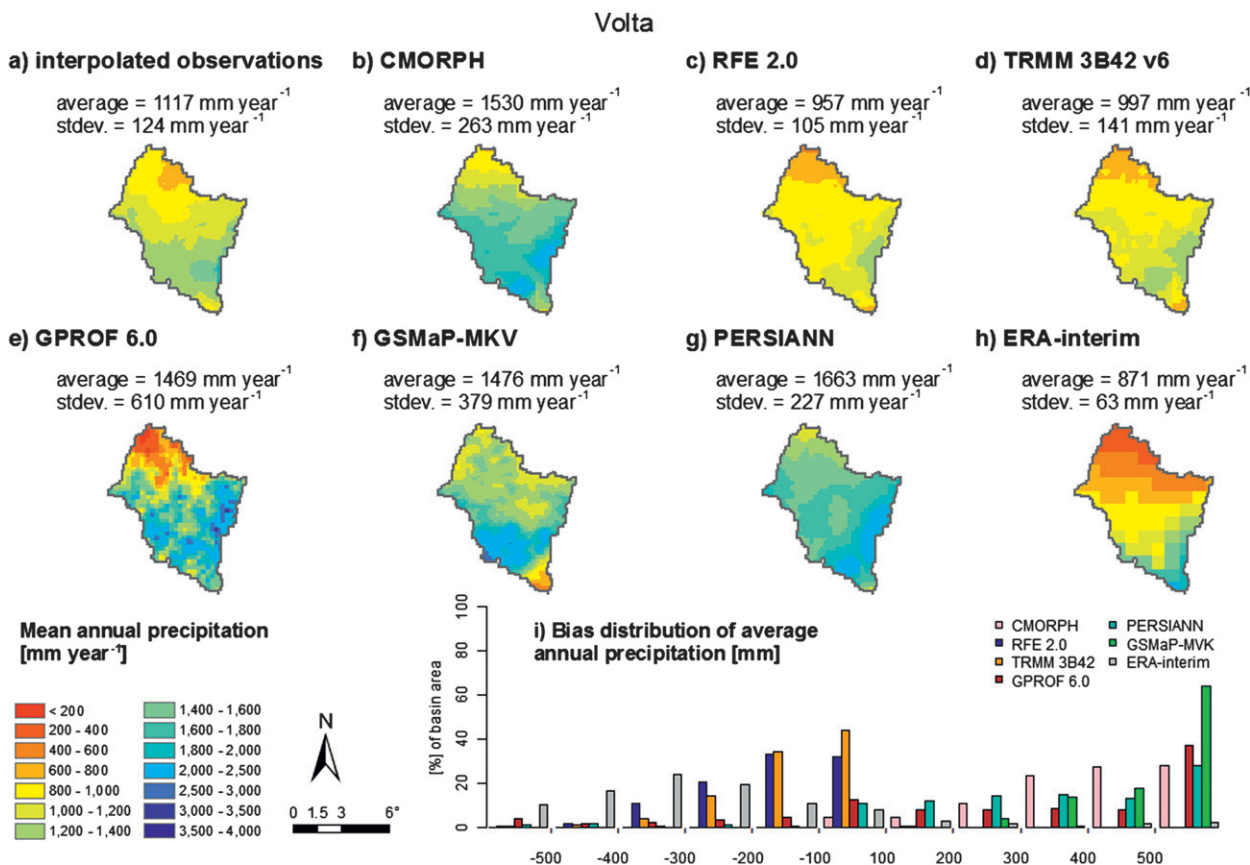 Volta
a) interpolated observations
average = 1117 mm year-1
stdev. = 124 mm year-1
b) CMORPH
average = 1530 mm year-1
stdev. = 263 mm year-1
c) RFE 2.0
average = 957 mm year-1
stdev. = 105 mm year-1
d) TRMM 3B42 v6
average = 997 mm year-1
stdev. = 141 mm year-1
e) GPROF 6.0
average = 1469 mm year-1
stdev. = 610 mm year-1
f) GSMaP-MKV
average = 1476 mm year-1
stdev. = 379 mm year-1
g) PERSIANN
average = 1663 mm year-1
stdev. = 227 mm year-1
h) ERA-interim
average = 871 mm year-1
stdev. = 63 mm year-1
Mean annual precipitation
[mm year-1]
< 200
200 - 400
400 - 600
600 - 800
800 - 1,000
1,000 - 1,200
1,200 - 1,400
1,400 - 1,600
1,600 - 1,800
1,800 - 2,000
2,000 - 2,500
2,500 - 3,000
3,000 - 3,500
3,500 - 4,000
N
0 1.5 3 6°
i) Bias distribution of average
annual precipitation [mm]
CMORPH
RFE 2.0
TRMM 3B42
GPROF 6.0
PERSIANN
GSMaP-MVK
ERA-interim
[%] of basin area
100
80
60
40
20
0
-500 -400 -300 -200 -100 100 200 300 400 500